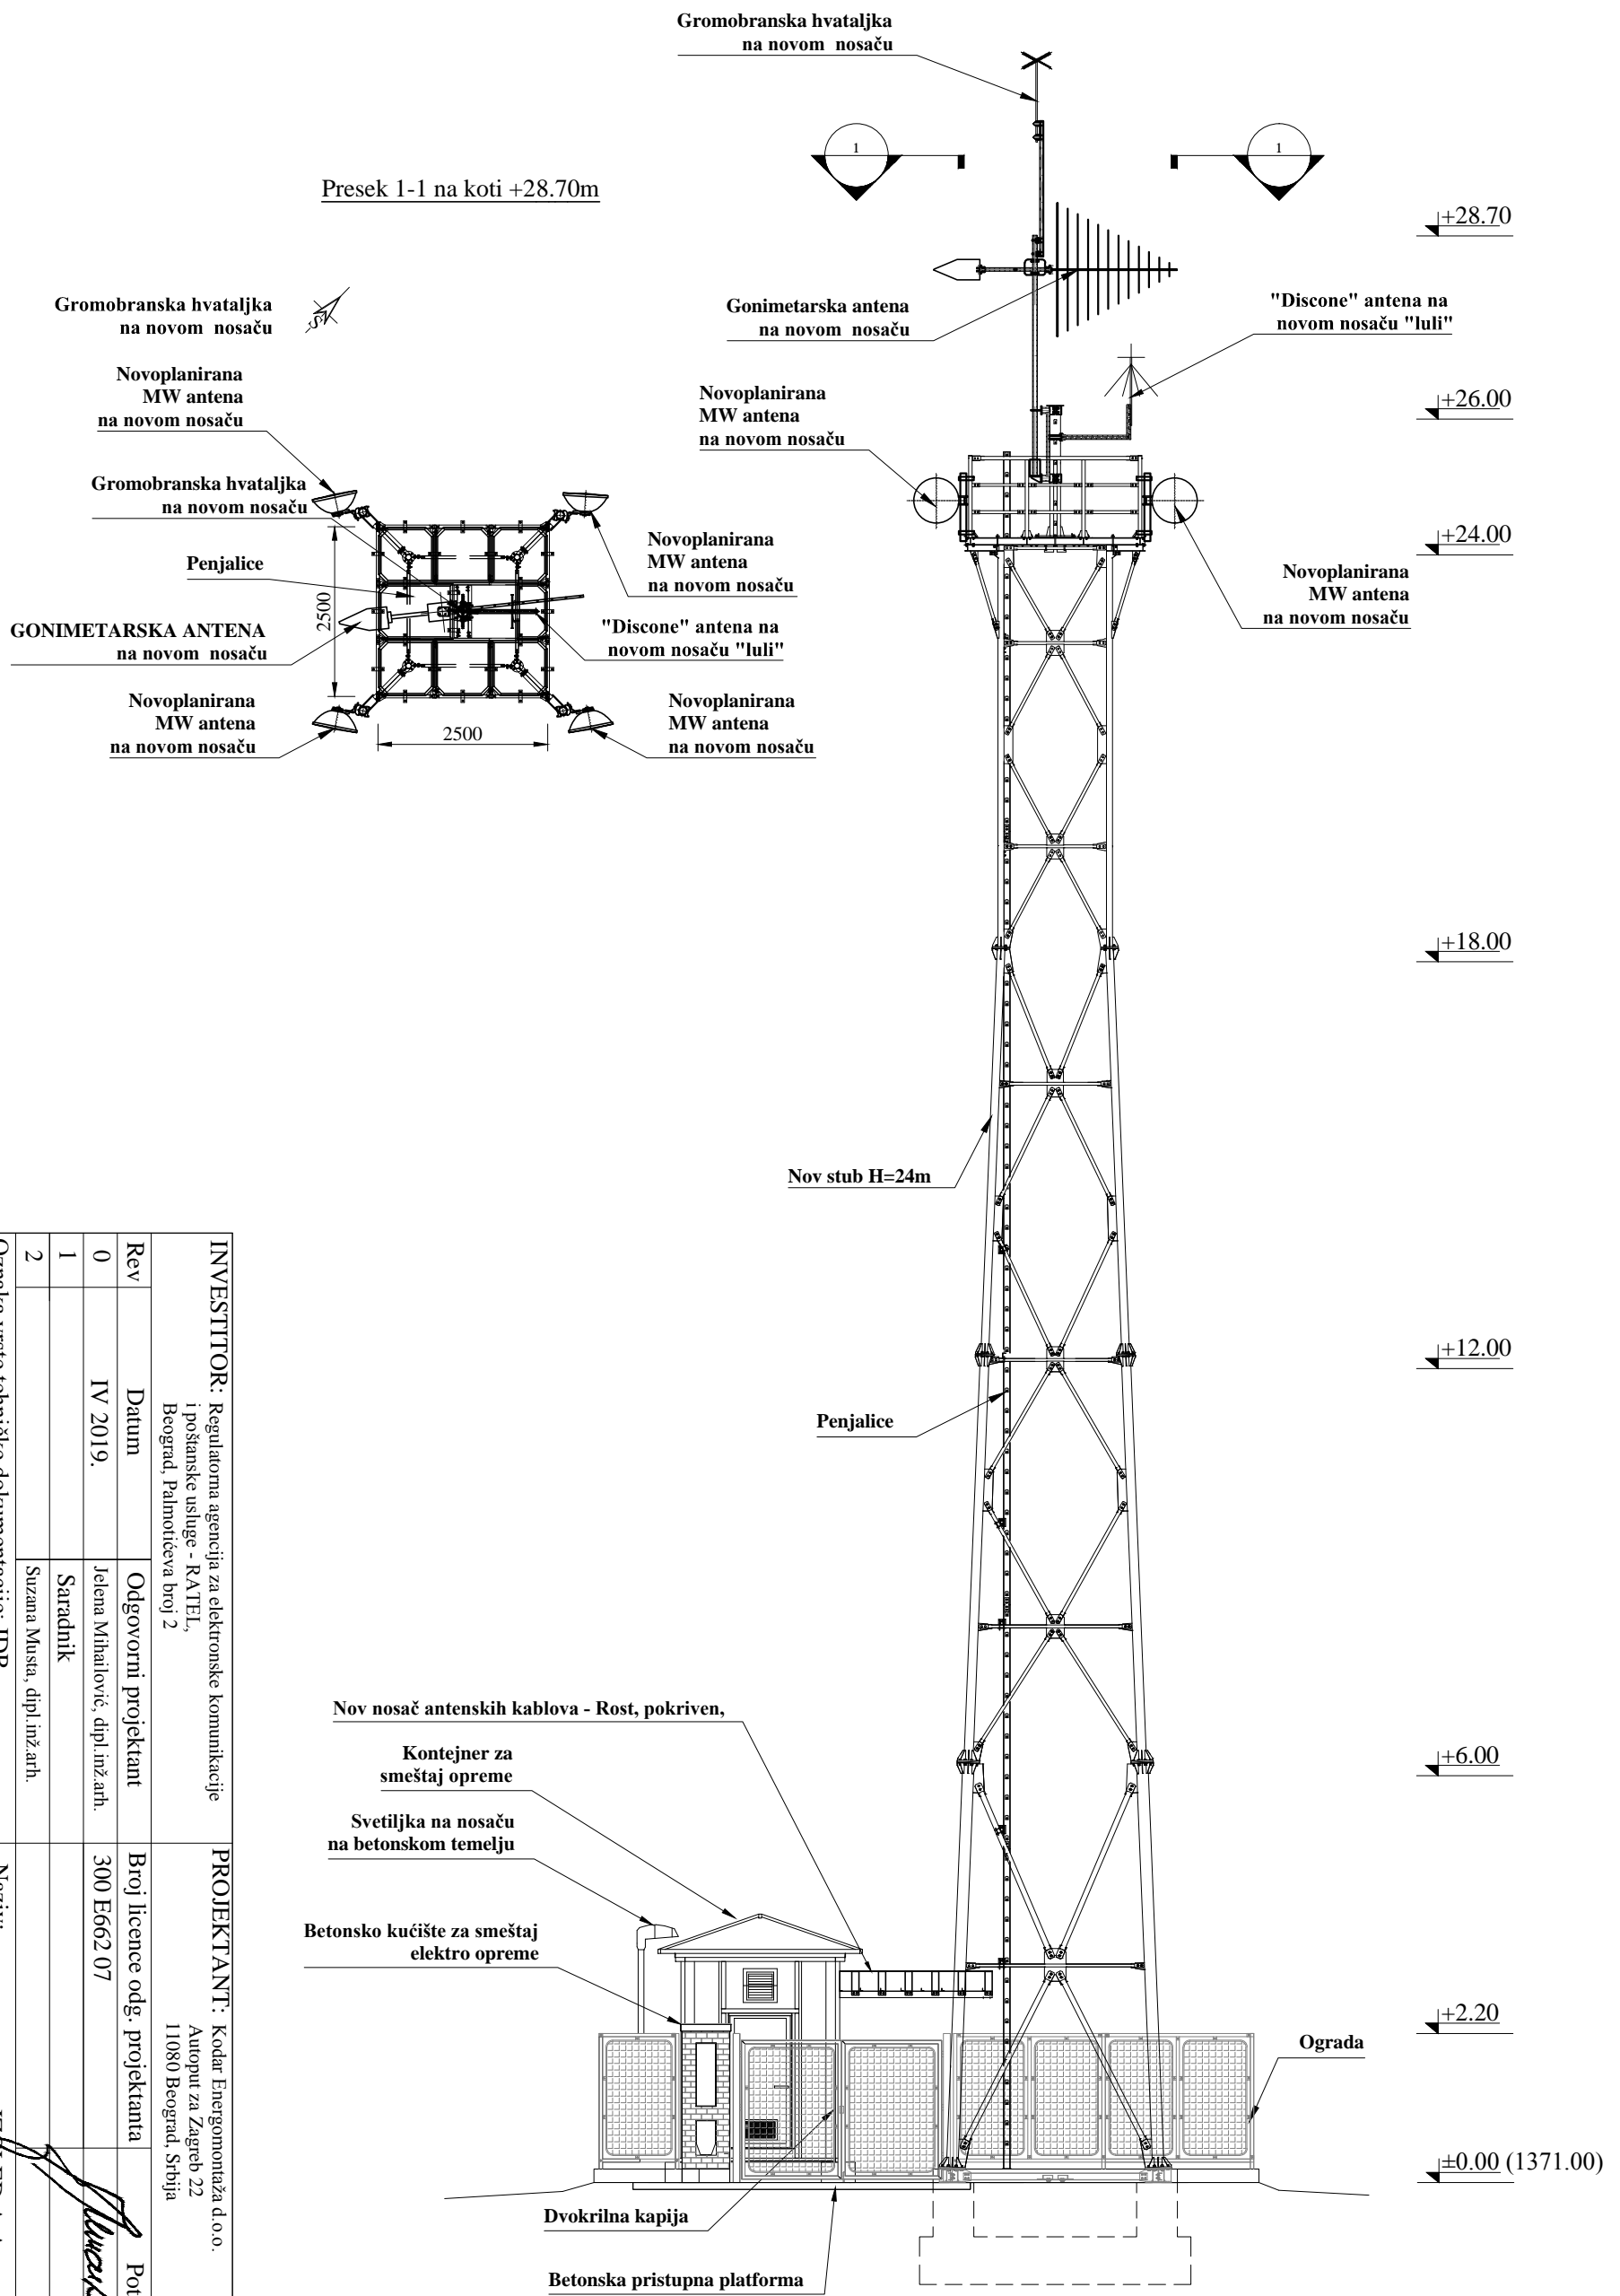 Gromobranska hvataljka
na novom nosaču
1
1
Presek 1-1 na koti +28.70m
+28.70
Gromobranska hvataljka
na novom nosaču
S
Gonimetarska antena
na novom nosaču
"Discone" antena na
novom nosaču "luli"
Novoplanirana
MW antena
na novom nosaču
Novoplanirana
MW antena
na novom nosaču
+26.00
Gromobranska hvataljka
na novom nosaču
Penjalice
2500
GONIMETARSKA ANTENA
na novom nosaču
Novoplanirana
MW antena
na novom nosaču
Novoplanirana
MW antena
na novom nosaču
"Discone" antena na
novom nosaču "luli"
Novoplanirana
MW antena
na novom nosaču
2500
+24.00
Novoplanirana
MW antena
na novom nosaču
+18.00
Nov stub H=24m
+12.00
Penjalice
+6.00
Nov nosač antenskih kablova - Rost, pokriven,
Kontejner za
smeštaj opreme
Svetiljka na nosaču
na betonskom temelju
Betonsko kućište za smeštaj
elektro opreme
+2.20
Ograda
±0.00 (1371.00)
Dvokrilna kapija
Betonska pristupna platforma
INVESTITOR: Regulatorna agencija za elektronske komunikacije
i poštanske usluge - RATEL,
Beograd, Palmotićeva broj 2
PROJEKTANT: Kodar Energomontaža d.o.o.
Autoput za Zagreb 22
11080 Beograd, Srbija
Rev Datum Odgovorni projektant Broj licence odg. projektanta Pot
0 IV 2019. Jelena Mihailović, dipl.inž.arh. 300 E662 07
1 Saradnik
2 Suzana Musta, dipl.inž.arh.
Oznaka vrste tehničke dokumentacije: IDP